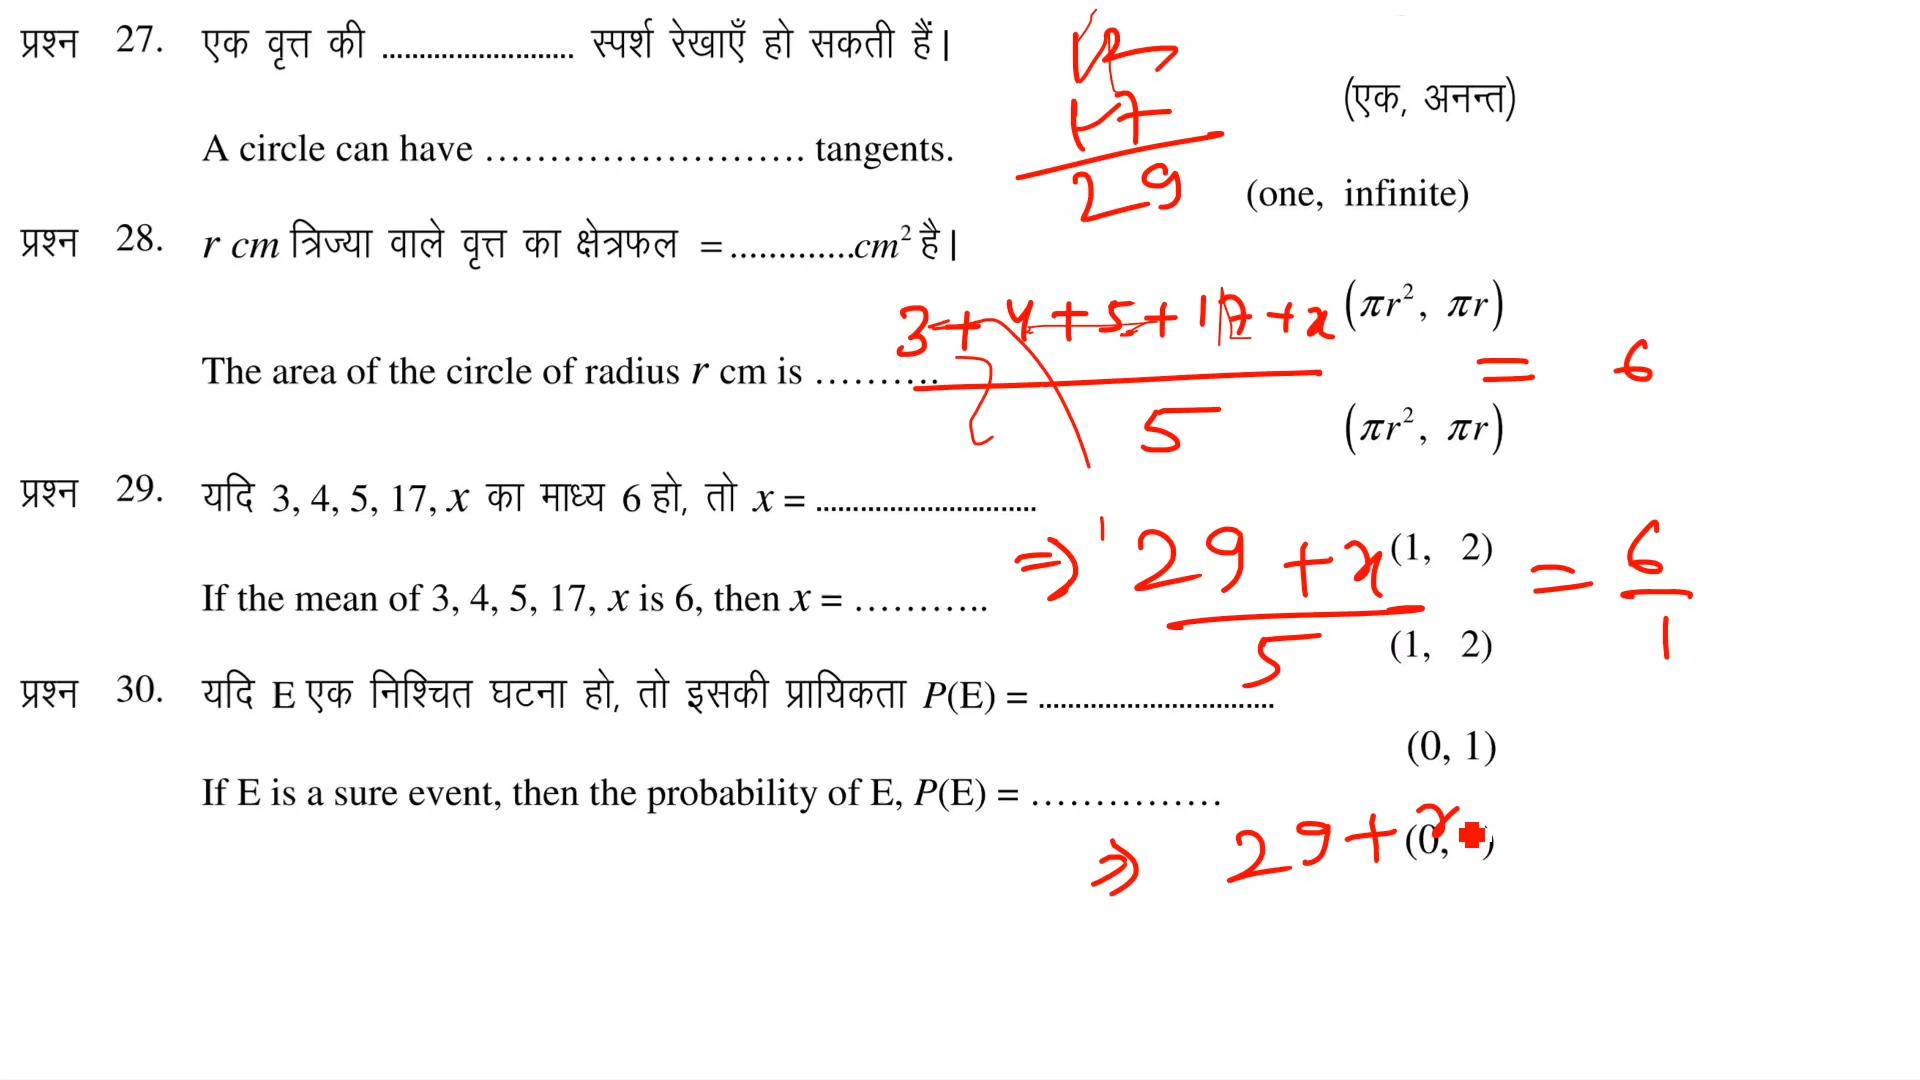 प्रश्न 27. एक वृत्त की .......................... स्पर्श रेखाएँ हो सकती हैं।
(एक, अनन्त)
A circle can have ……………………. tangents.
(one, infinite)
12
17
29
प्रश्न 28. r cm त्रिज्या वाले वृत्त का क्षेत्रफल = .............cm² है।
(πr², πr)
The area of the circle of radius r cm is ……….
(πr², πr)
3 + 4 + 5 + 17 + x
5
= 6
प्रश्न 29. यदि 3, 4, 5, 17, x का माध्य 6 हो, तो x = ..............................
(1, 2)
If the mean of 3, 4, 5, 17, x is 6, then x = ………..
(1, 2)
⇒ 29 + x = 6
5 1
प्रश्न 30. यदि E एक निश्चित घटना हो, तो इसकी प्रायिकता P(E) = ................................
(0, 1)
If E is a sure event, then the probability of E, P(E) = ……………
(0, )
⇒ 29 +